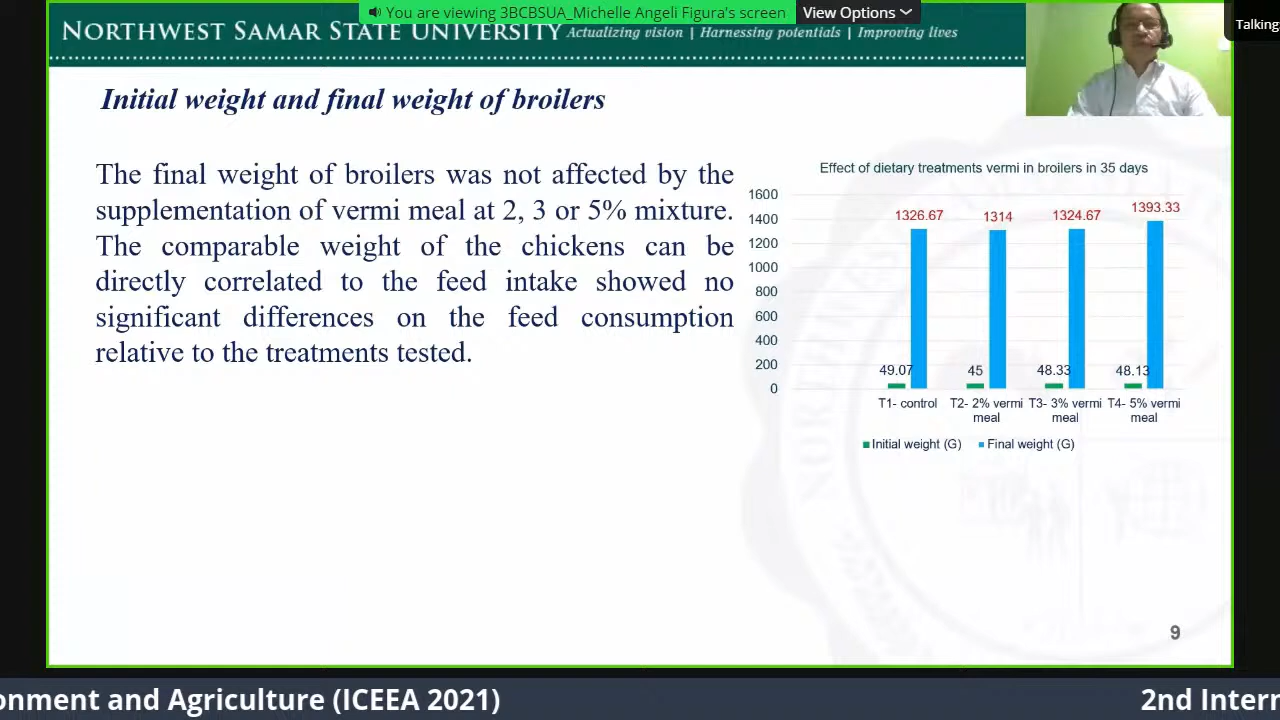 You are viewing 3BCBSUA_Michelle Angeli Figura's screen
View Options
Talking
NORTHWEST SAMAR STATE UNIVERSITY Actualizing vision | Harnessing potentials | Improving lives
Initial weight and final weight of broilers
The final weight of broilers was not affected by the
supplementation of vermi meal at 2, 3 or 5% mixture.
The comparable weight of the chickens can be
directly correlated to the feed intake showed no
significant differences on the feed consumption
relative to the treatments tested.
Effect of dietary treatments vermi in broilers in 35 days
1600
1400
1200
1000
800
600
400
200
0
1326.67
1314
1324.67
1393.33
49.07
45
48.33
48.13
T1- control
T2- 2% vermi
meal
T3- 3% vermi
meal
T4- 5% vermi
meal
Initial weight (G)
Final weight (G)
9
onment and Agriculture (ICEEA 2021)
2nd Intern